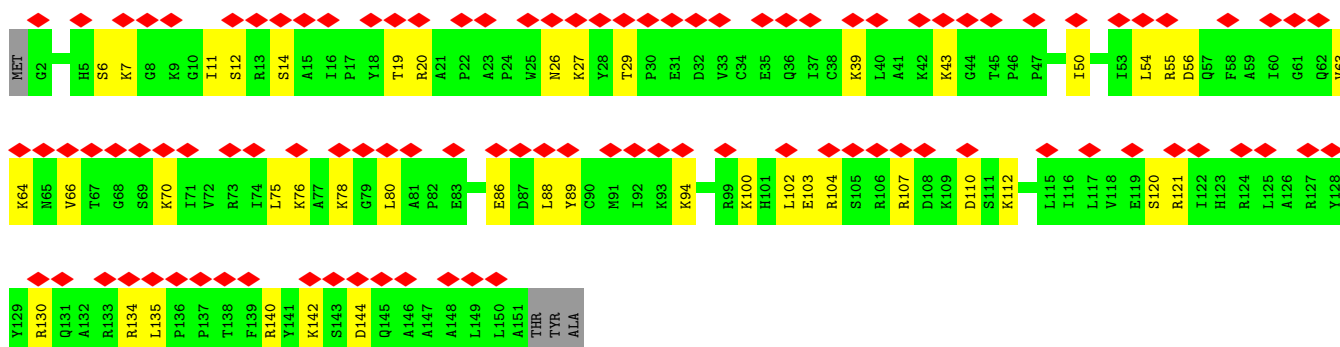 MET G2 H5 S6 K7 G8 K9 G10 I11 S12 R13 S14 A15 I16 P17 Y18 T19 R20 A21 P22 A23 P24 W25 N26 K27 Y28 T29 P30 E31 D32 V33 C34 E35 Q36 I37 C38 K39 L40 A41 K42 K43 G44 T45 P46 P47 I50 I53 L54 R55 D56 Q57 F58 A59 I60 G61 Q62 V63
K64 N65 V66 T67 G68 S69 K70 I71 V72 R73 I74 L75 K76 A77 K78 G79 L80 A81 P82 E83 E86 D87 L88 Y89 C90 M91 I92 K93 K94 R99 K100 H101 L102 E103 R104 S105 R106 R107 D108 K109 D110 S111 K112 L115 I116 L117 V118 E119 S120 R121 I122 H123 R124 L125 A126 R127 Y128
Y129 R130 Q131 A132 R133 R134 L135 P136 P137 T138 F139 R140 Y141 K142 S143 D144 Q145 A146 A147 A148 L149 L150 A151 THR TYR ALA